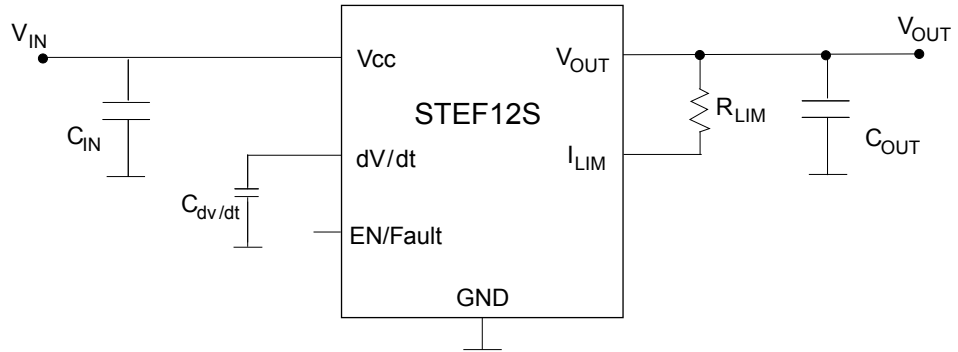 V_IN
V_OUT
Vcc
V_OUT
STEF12S
R_LIM
C_IN
C_OUT
dV/dt
I_LIM
C_dv/dt
EN/Fault
GND